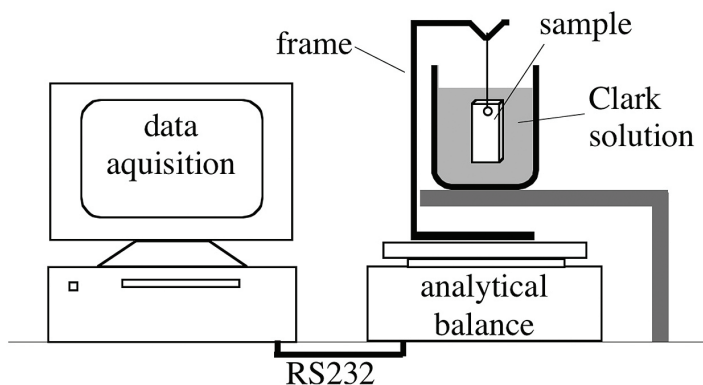 frame
sample
data
aquisition
Clark
solution
analytical
balance
RS232